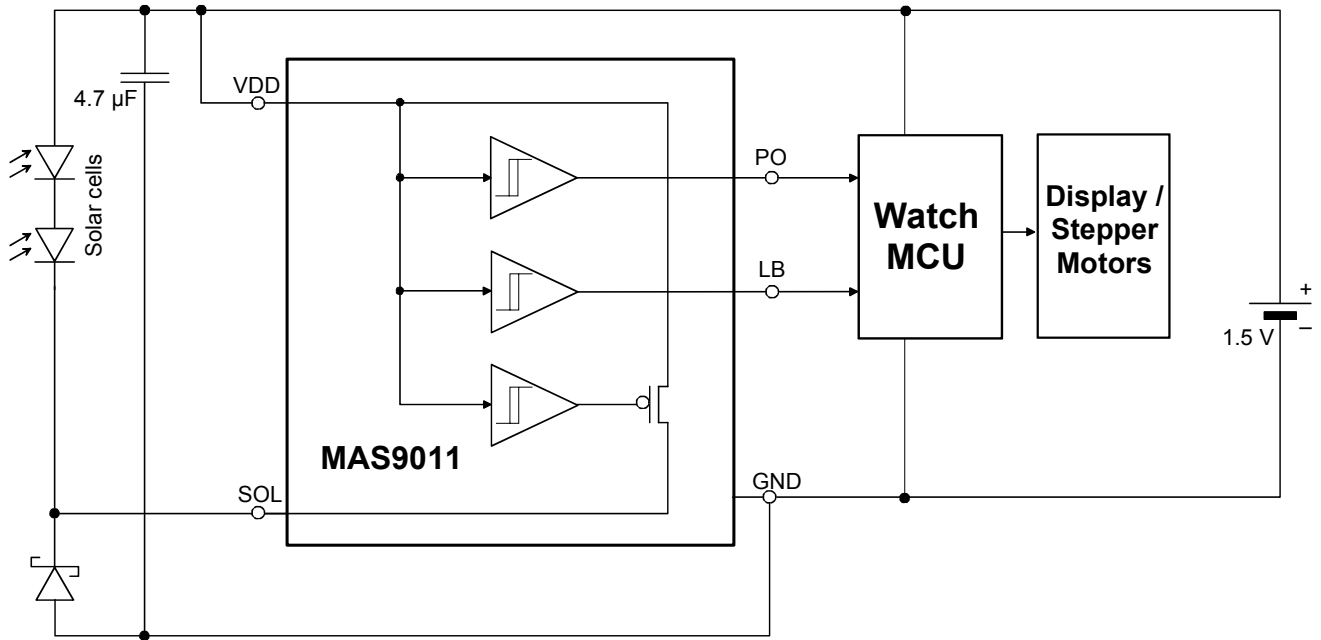 VDD
4.7 µF
Solar cells
PO
LB
Watch
MCU
Display /
Stepper
Motors
+
1.5 V
–
MAS9011
SOL
GND